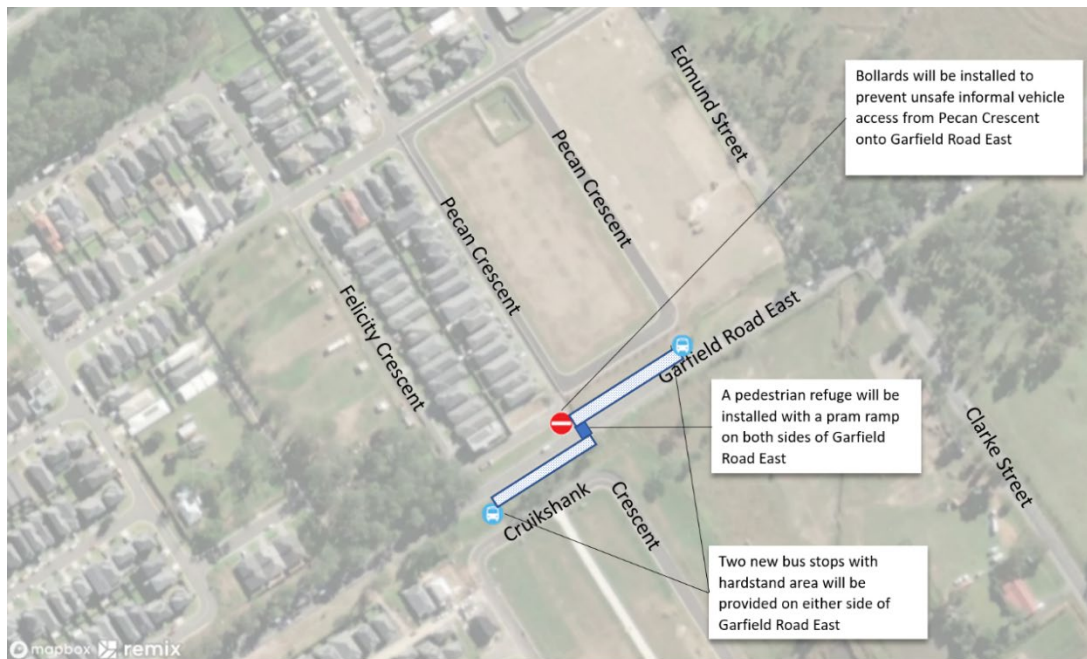 Edmund Street
Bollards will be installed to
prevent unsafe informal vehicle
access from Pecan Crescent
onto Garfield Road East
Pecan Crescent
Pecan Crescent
Felicity Crescent
Garfield Road East
A pedestrian refuge will be
installed with a pram ramp
on both sides of Garfield
Road East
Clarke Street
Cruikshank
Crescent
Two new bus stops with
hardstand area will be
provided on either side of
Garfield Road East
mapbox remix